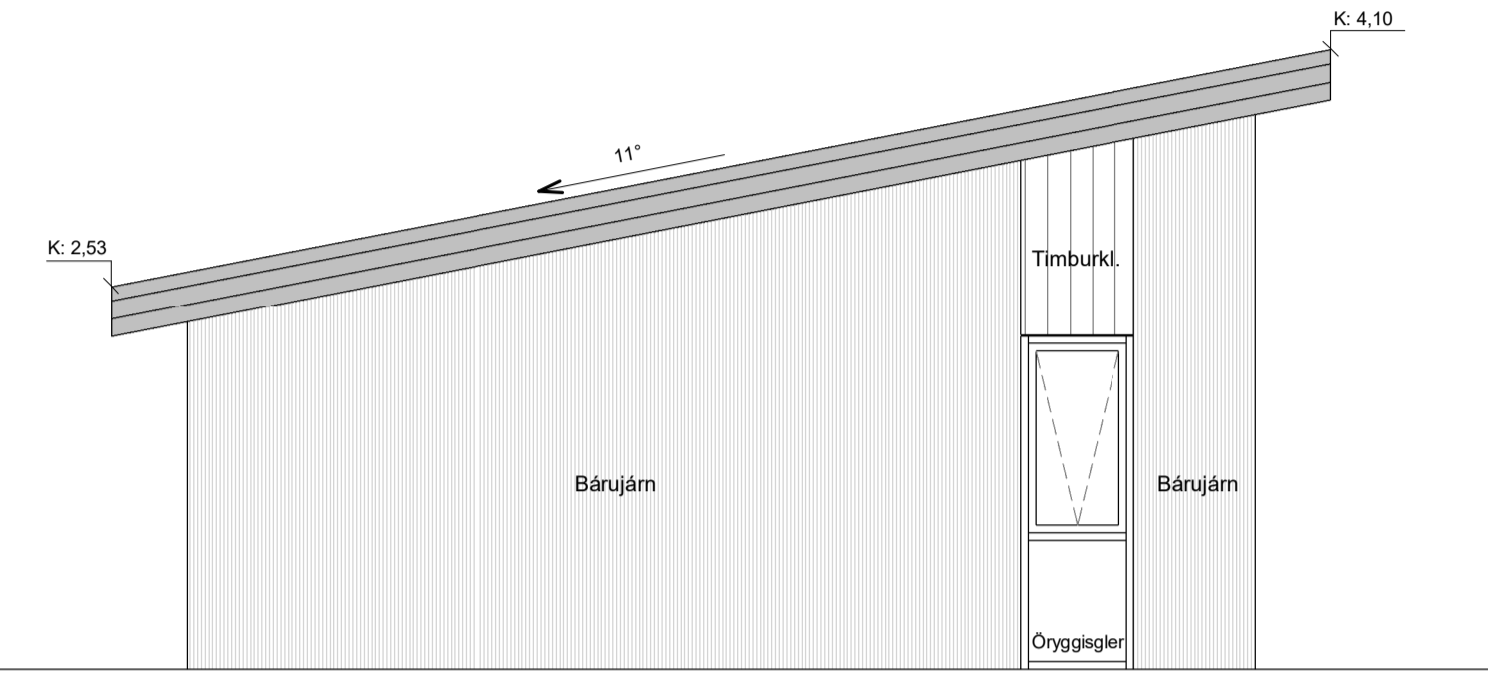 K: 4,10
11°
K: 2,53
Timburkl.
Bárujárn
Bárujárn
Öryggisgler